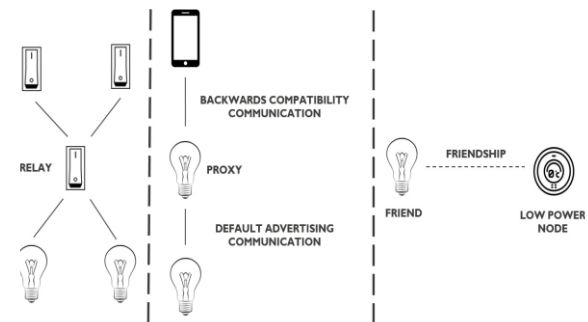 RELAY
BACKWARDS COMPATIBILITY
COMMUNICATION
PROXY
DEFAULT ADVERTISING
COMMUNICATION
FRIENDSHIP
FRIEND
LOW POWER
NODE